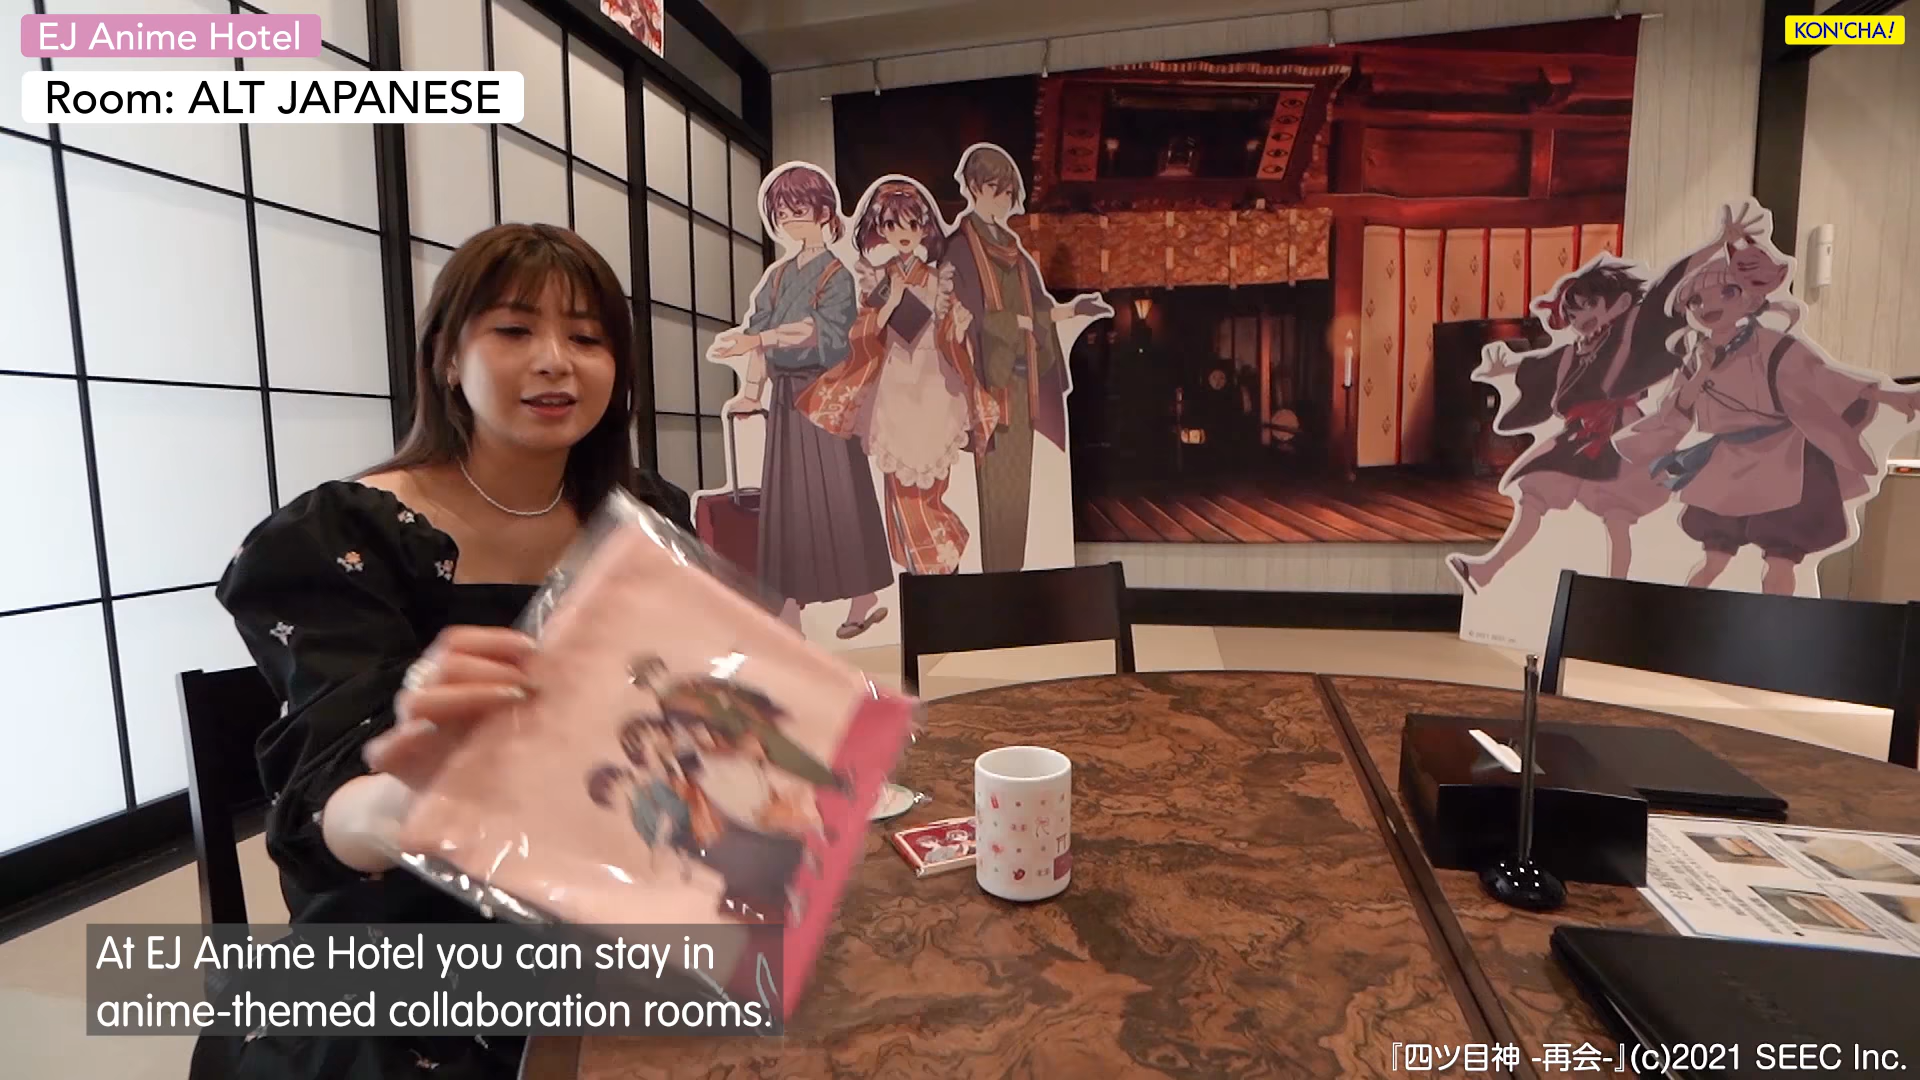 EJ Anime Hotel
KON'CHA!
Room: ALT JAPANESE
At EJ Anime Hotel you can stay in
anime-themed collaboration rooms.
『四ツ目神 -再会-』(c)2021 SEEC Inc.